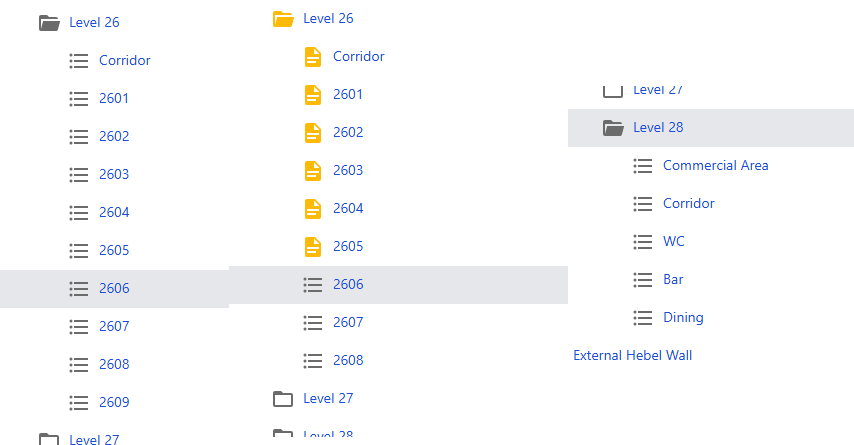 Level 26
Corridor
2601
2602
2603
2604
2605
2606
2607
2608
2609
Level 27
Level 26
Corridor
2601
2602
2603
2604
2605
2606
2607
2608
Level 27
Level 28
Level 27
Level 28
Commercial Area
Corridor
WC
Bar
Dining
External Hebel Wall